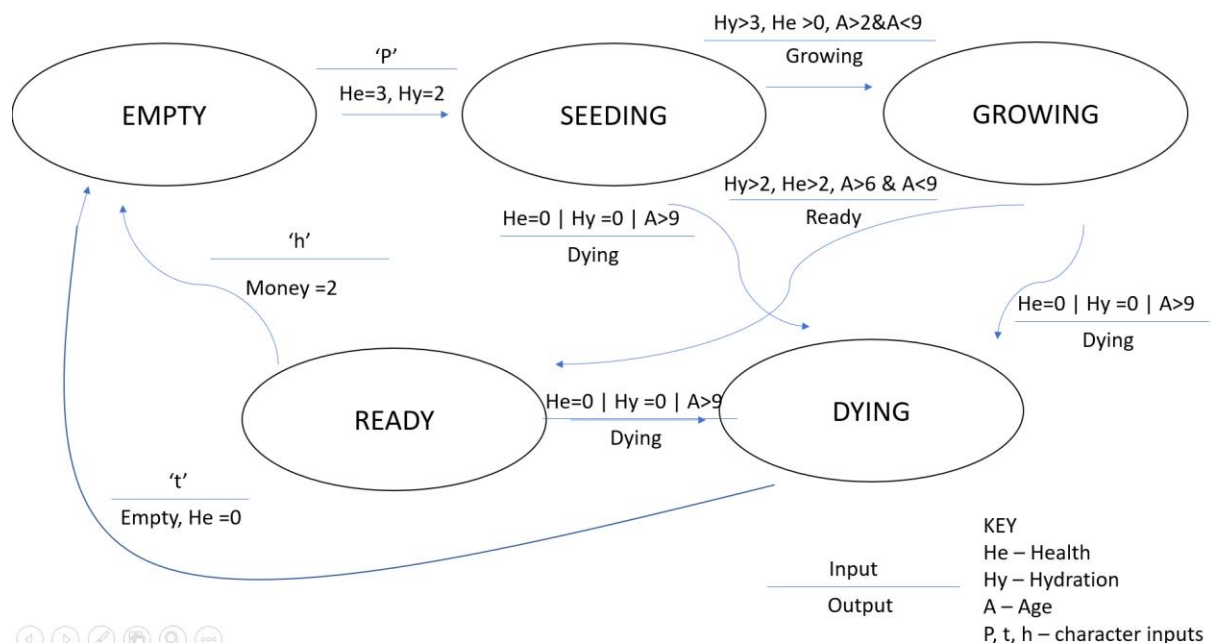 Hy>3, He >0, A>2&A<9
Growing
‘P’
He=3, Hy=2
EMPTY
SEEDING
GROWING
Hy>2, He>2, A>6 & A<9
Ready
He=0 | Hy =0 | A>9
Dying
‘h’
Money =2
He=0 | Hy =0 | A>9
Dying
READY
He=0 | Hy =0 | A>9
Dying
DYING
‘t’
Empty, He =0
Input
Output
KEY
He – Health
Hy – Hydration
A – Age
P, t, h – character inputs